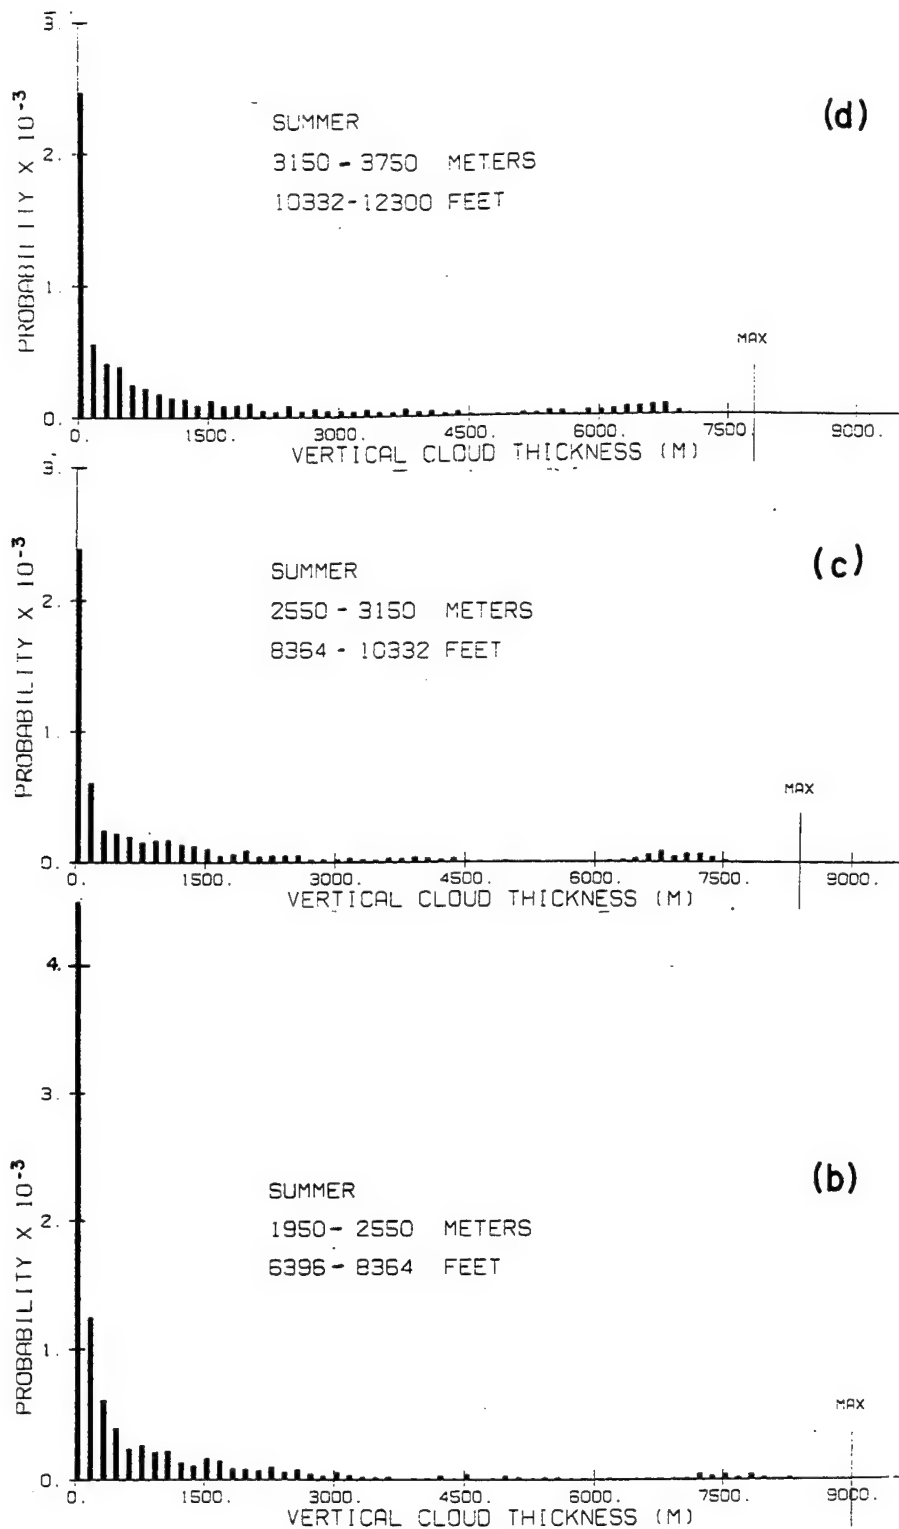 3.
(d)
SUMMER
3150 - 3750 METERS
10332-12300 FEET
2.
1.
0.
PROBABILITY X 10-3
MAX
0. 1500. 3000. 4500. 6000. 7500. 9000.
VERTICAL CLOUD THICKNESS (M)
3.
(c)
SUMMER
2550 - 3150 METERS
8364 - 10332 FEET
2.
1.
0.
PROBABILITY X 10-3
MAX
0. 1500. 3000. 4500. 6000. 7500. 9000.
VERTICAL CLOUD THICKNESS (M)
4.
3.
(b)
SUMMER
1950 - 2550 METERS
6396 - 8364 FEET
2.
1.
0.
PROBABILITY X 10-3
MAX
0. 1500. 3000. 4500. 6000. 7500. 9000.
VERTICAL CLOUD THICKNESS (M)